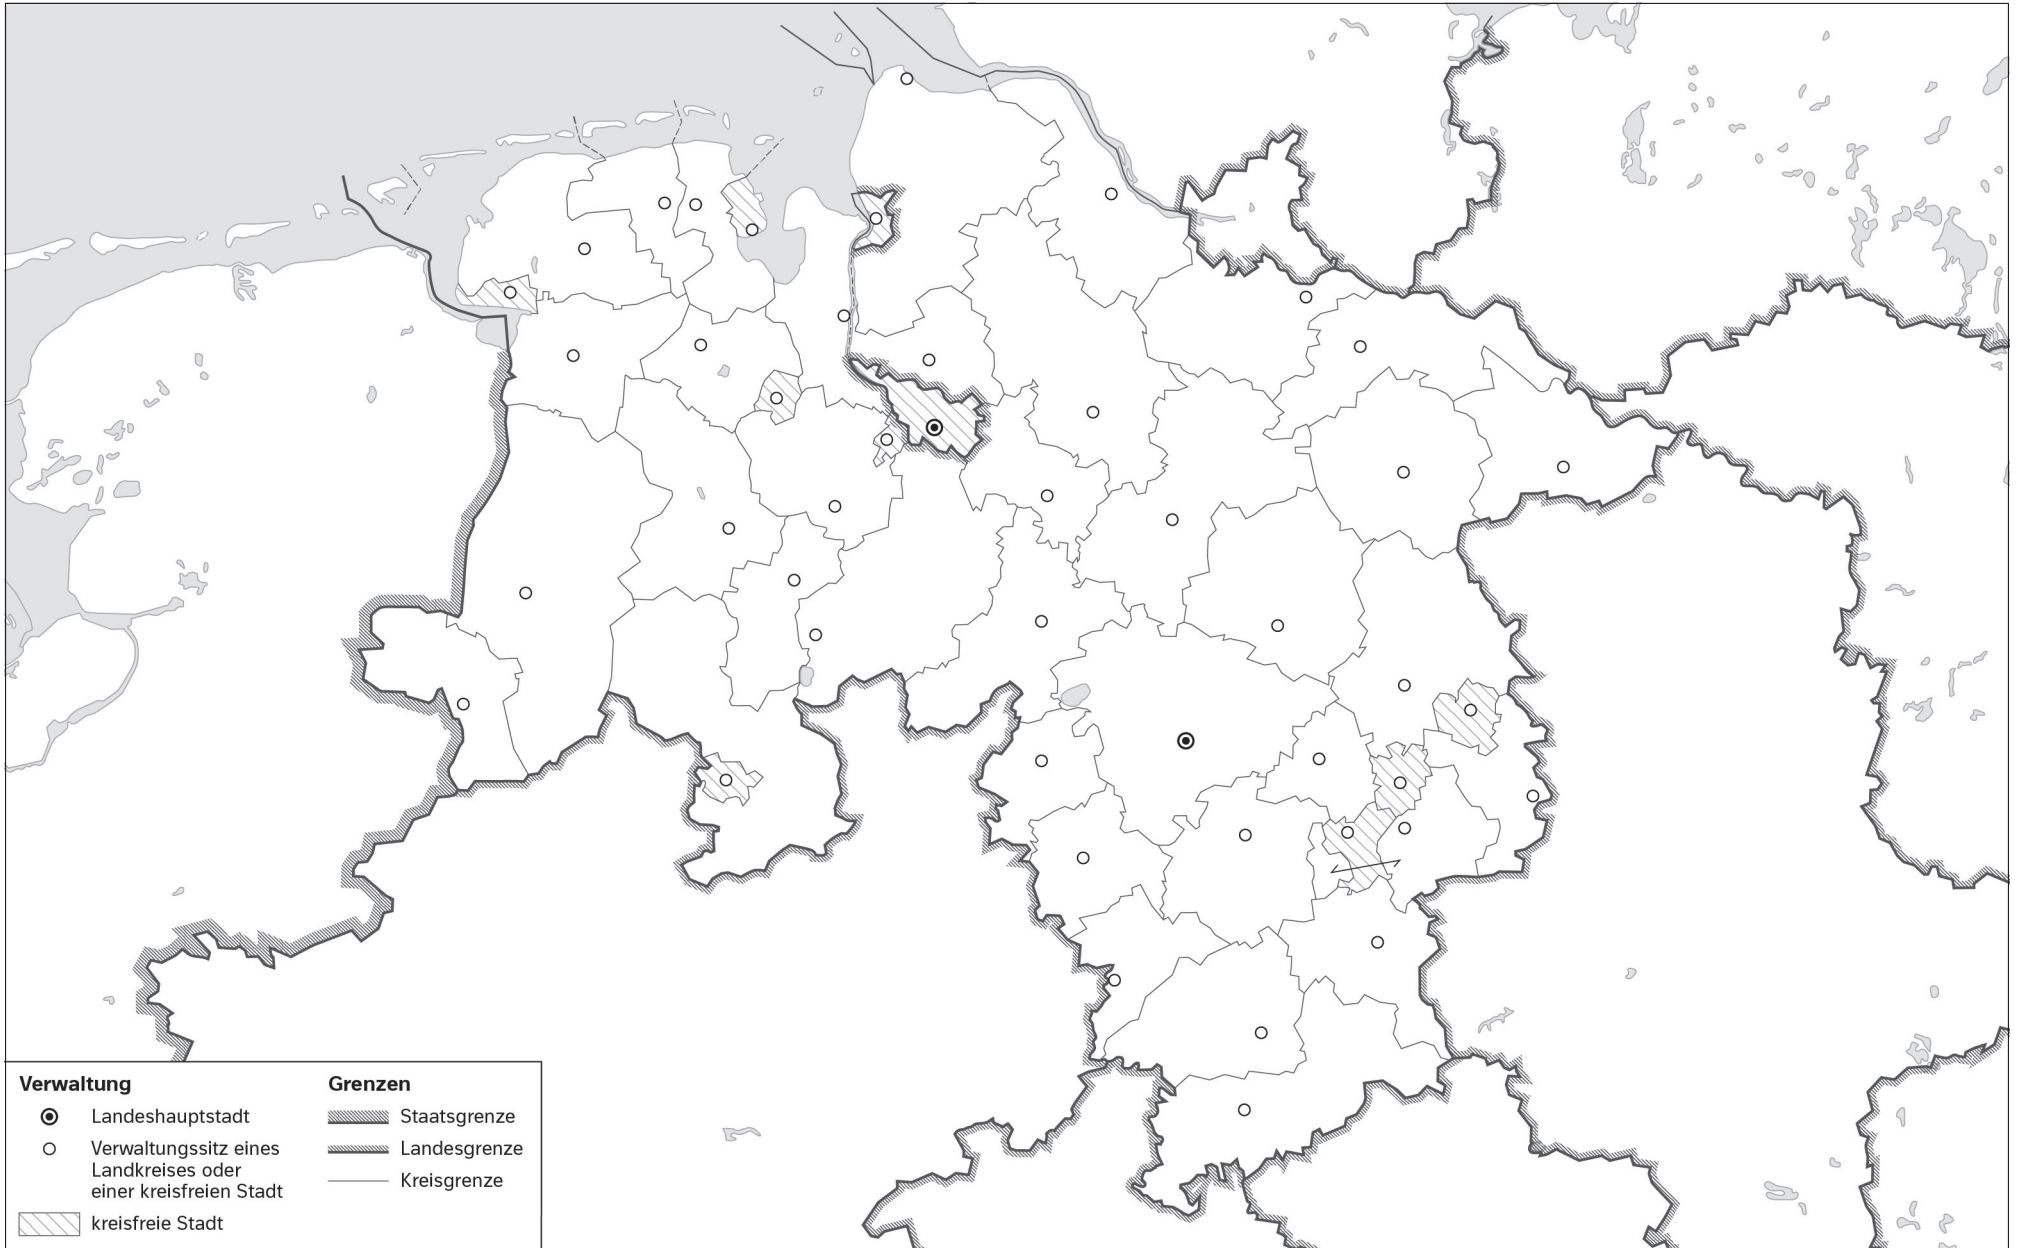 Verwaltung
Landeshauptstadt
Verwaltungssitz eines
Landkreises oder
einer kreisfreien Stadt
kreisfreie Stadt
Grenzen
Staatsgrenze
Landesgrenze
Kreisgrenze